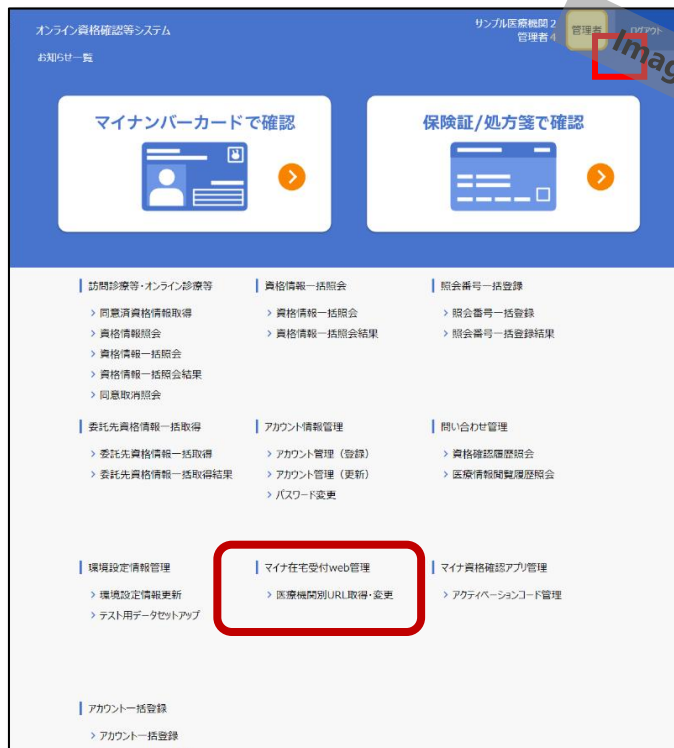 オンライン資格確認等システム
サンプル医療機関2
管理者4
管理者
ログアウト
Imag
お知らせ一覧
マイナンバーカードで確認
保険証/処方箋で確認
訪問診療等・オンライン診療等
同意済資格情報取得
資格情報照会
資格情報一括照会
資格情報一括照会結果
同意取消照会
資格情報一括照会
資格情報一括照会
資格情報一括照会結果
照会番号一括登録
照会番号一括登録
照会番号一括登録結果
委託先資格情報一括取得
委託先資格情報一括取得
委託先資格情報一括取得結果
アカウント情報管理
アカウント管理（登録）
アカウント管理（更新）
パスワード変更
問い合わせ管理
資格確認履歴照会
医療情報閲覧履歴照会
環境設定情報管理
環境設定情報更新
テスト用データセットアップ
マイナ在宅受付web管理
医療機関別URL取得・変更
マイナ資格確認アプリ管理
アクティベーションコード管理
アカウント一括登録
アカウント一括登録